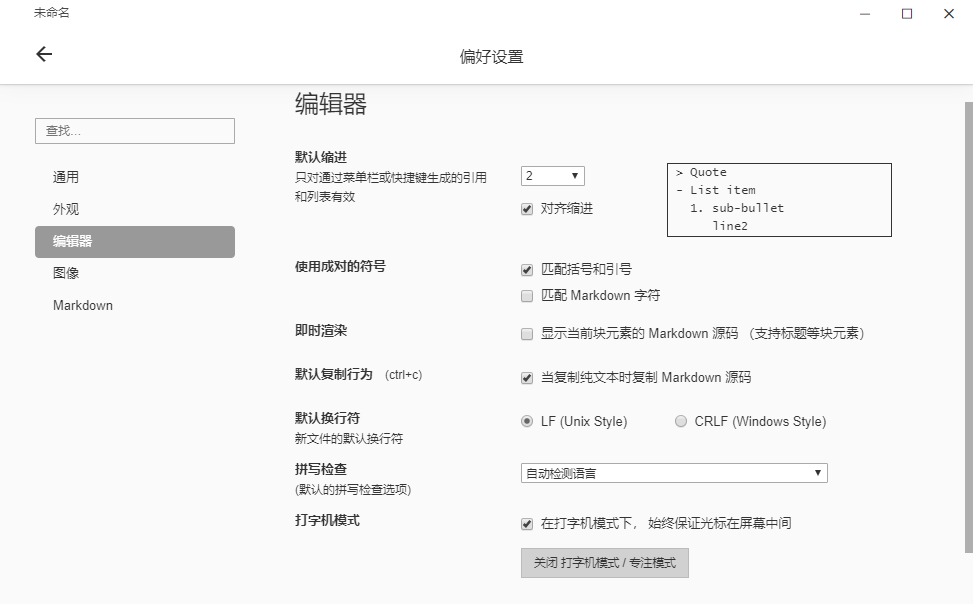 未命名
偏好设置
查找...
通用
外观
编辑器
图像
Markdown
编辑器
默认缩进
只对通过菜单栏或快捷键生成的引用
和列表有效
2
对齐缩进
> Quote
- List item
1. sub-bullet
line2
使用成对的符号
匹配括号和引号
匹配 Markdown 字符
即时渲染
显示当前块元素的 Markdown 源码 （支持标题等块元素）
默认复制行为 (ctrl+c)
当复制纯文本时复制 Markdown 源码
默认换行符
新文件的默认换行符
LF (Unix Style)
CRLF (Windows Style)
拼写检查
(默认的拼写检查选项)
自动检测语言
打字机模式
在打字机模式下， 始终保证光标在屏幕中间
关闭 打字机模式 / 专注模式